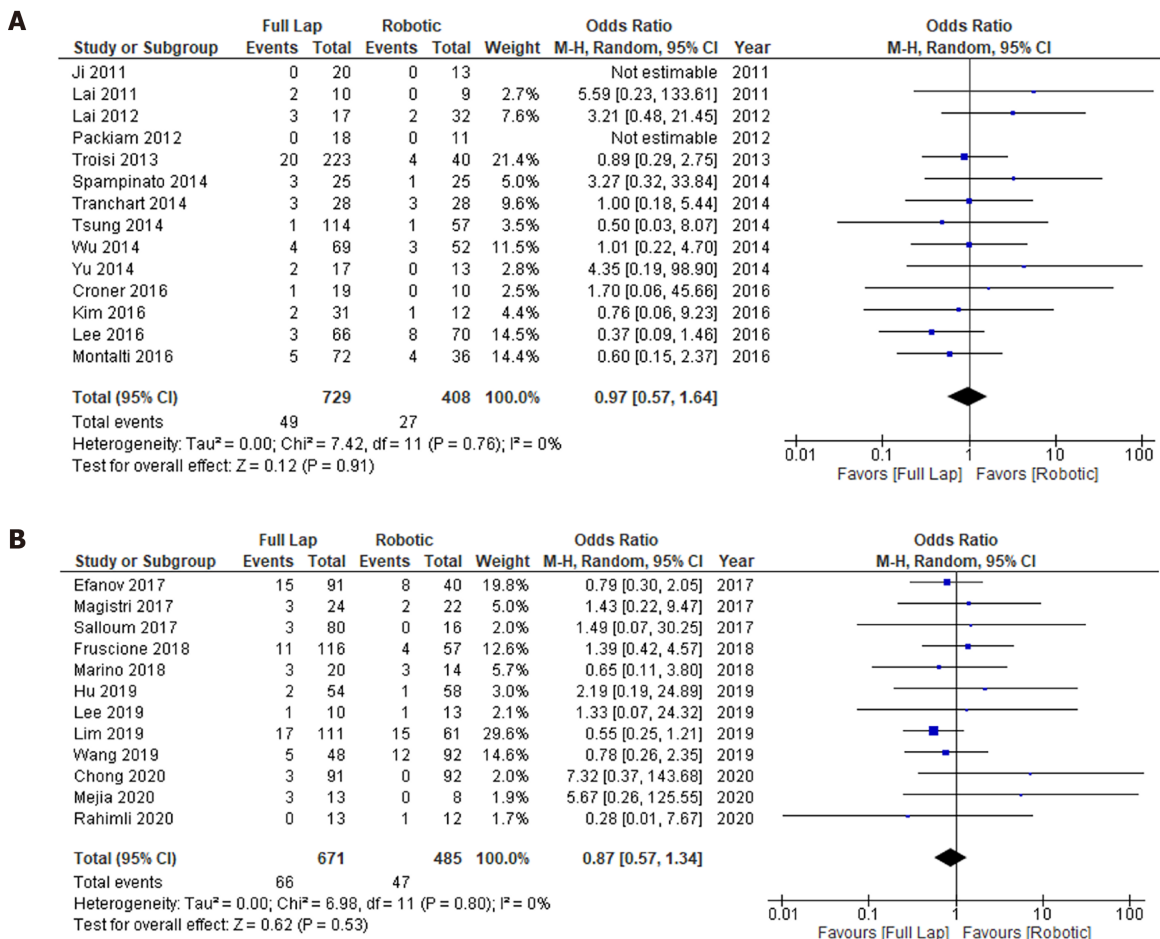 A
Full Lap Robotic Odds Ratio Odds Ratio
Study or Subgroup Events Total Events Total Weight M-H, Random, 95% CI Year M-H, Random, 95% CI
Ji 2011 0 20 0 13 Not estimable 2011
Lai 2011 2 10 0 9 2.7% 5.59 [0.23, 133.61] 2011
Lai 2012 3 17 2 32 7.6% 3.21 [0.48, 21.45] 2012
Packiam 2012 0 18 0 11 Not estimable 2012
Troisi 2013 20 223 4 40 21.4% 0.89 [0.29, 2.75] 2013
Spampinato 2014 3 25 1 25 5.0% 3.27 [0.32, 33.84] 2014
Tranchart 2014 3 28 3 28 9.6% 1.00 [0.18, 5.44] 2014
Tsung 2014 1 114 1 57 3.6% 0.50 [0.03, 8.07] 2014
Wu 2014 4 69 3 52 11.5% 1.01 [0.22, 4.70] 2014
Yu 2014 2 17 0 13 2.8% 4.35 [0.19, 98.90] 2014
Croner 2016 1 19 0 10 2.5% 1.70 [0.06, 45.66] 2016
Kim 2016 2 31 1 12 4.4% 0.76 [0.06, 9.23] 2016
Lee 2016 3 66 8 70 14.5% 0.37 [0.09, 1.46] 2016
Montalti 2016 5 72 4 36 14.4% 0.60 [0.15, 2.37] 2016
Total (95% CI) 729 408 100.0% 0.97 [0.57, 1.64]
Total events 49 27
Heterogeneity: Tau² = 0.00; Chi² = 7.42, df = 11 (P = 0.76); I² = 0%
Test for overall effect: Z = 0.12 (P = 0.91)
0.01 0.1 1 10 100
Favors [Full Lap] Favors [Robotic]
B
Full Lap Robotic Odds Ratio Odds Ratio
Study or Subgroup Events Total Events Total Weight M-H, Random, 95% CI Year M-H, Random, 95% CI
Efanov 2017 15 91 8 40 19.8% 0.79 [0.30, 2.05] 2017
Magistri 2017 3 24 2 22 5.0% 1.43 [0.22, 9.47] 2017
Salloum 2017 3 80 0 16 2.0% 1.49 [0.07, 30.25] 2017
Fruscione 2018 11 116 4 57 12.6% 1.39 [0.42, 4.57] 2018
Marino 2018 3 20 3 14 5.7% 0.65 [0.11, 3.80] 2018
Hu 2019 2 54 1 58 3.0% 2.19 [0.19, 24.89] 2019
Lee 2019 1 10 1 13 2.1% 1.33 [0.07, 24.32] 2019
Lim 2019 17 111 15 61 29.6% 0.55 [0.25, 1.21] 2019
Wang 2019 5 48 12 92 14.6% 0.78 [0.26, 2.35] 2019
Chong 2020 3 91 0 92 2.0% 7.32 [0.37, 143.68] 2020
Mejia 2020 3 13 0 8 1.9% 5.67 [0.26, 125.55] 2020
Rahimli 2020 0 13 1 12 1.7% 0.28 [0.01, 7.67] 2020
Total (95% CI) 671 485 100.0% 0.87 [0.57, 1.34]
Total events 66 47
Heterogeneity: Tau² = 0.00; Chi² = 6.98, df = 11 (P = 0.80); I² = 0%
Test for overall effect: Z = 0.62 (P = 0.53)
0.01 0.1 1 10 100
Favours [Full Lap] Favours [Robotic]